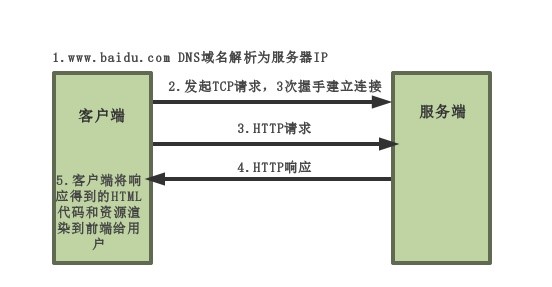 1.www.baidu.com DNS域名解析为服务器IP
2.发起TCP请求，3次握手建立连接
客户端
服务端
3.HTTP请求
4.HTTP响应
5.客户端将响
应得到的HTML
代码和资源渲
染到前端给用
户